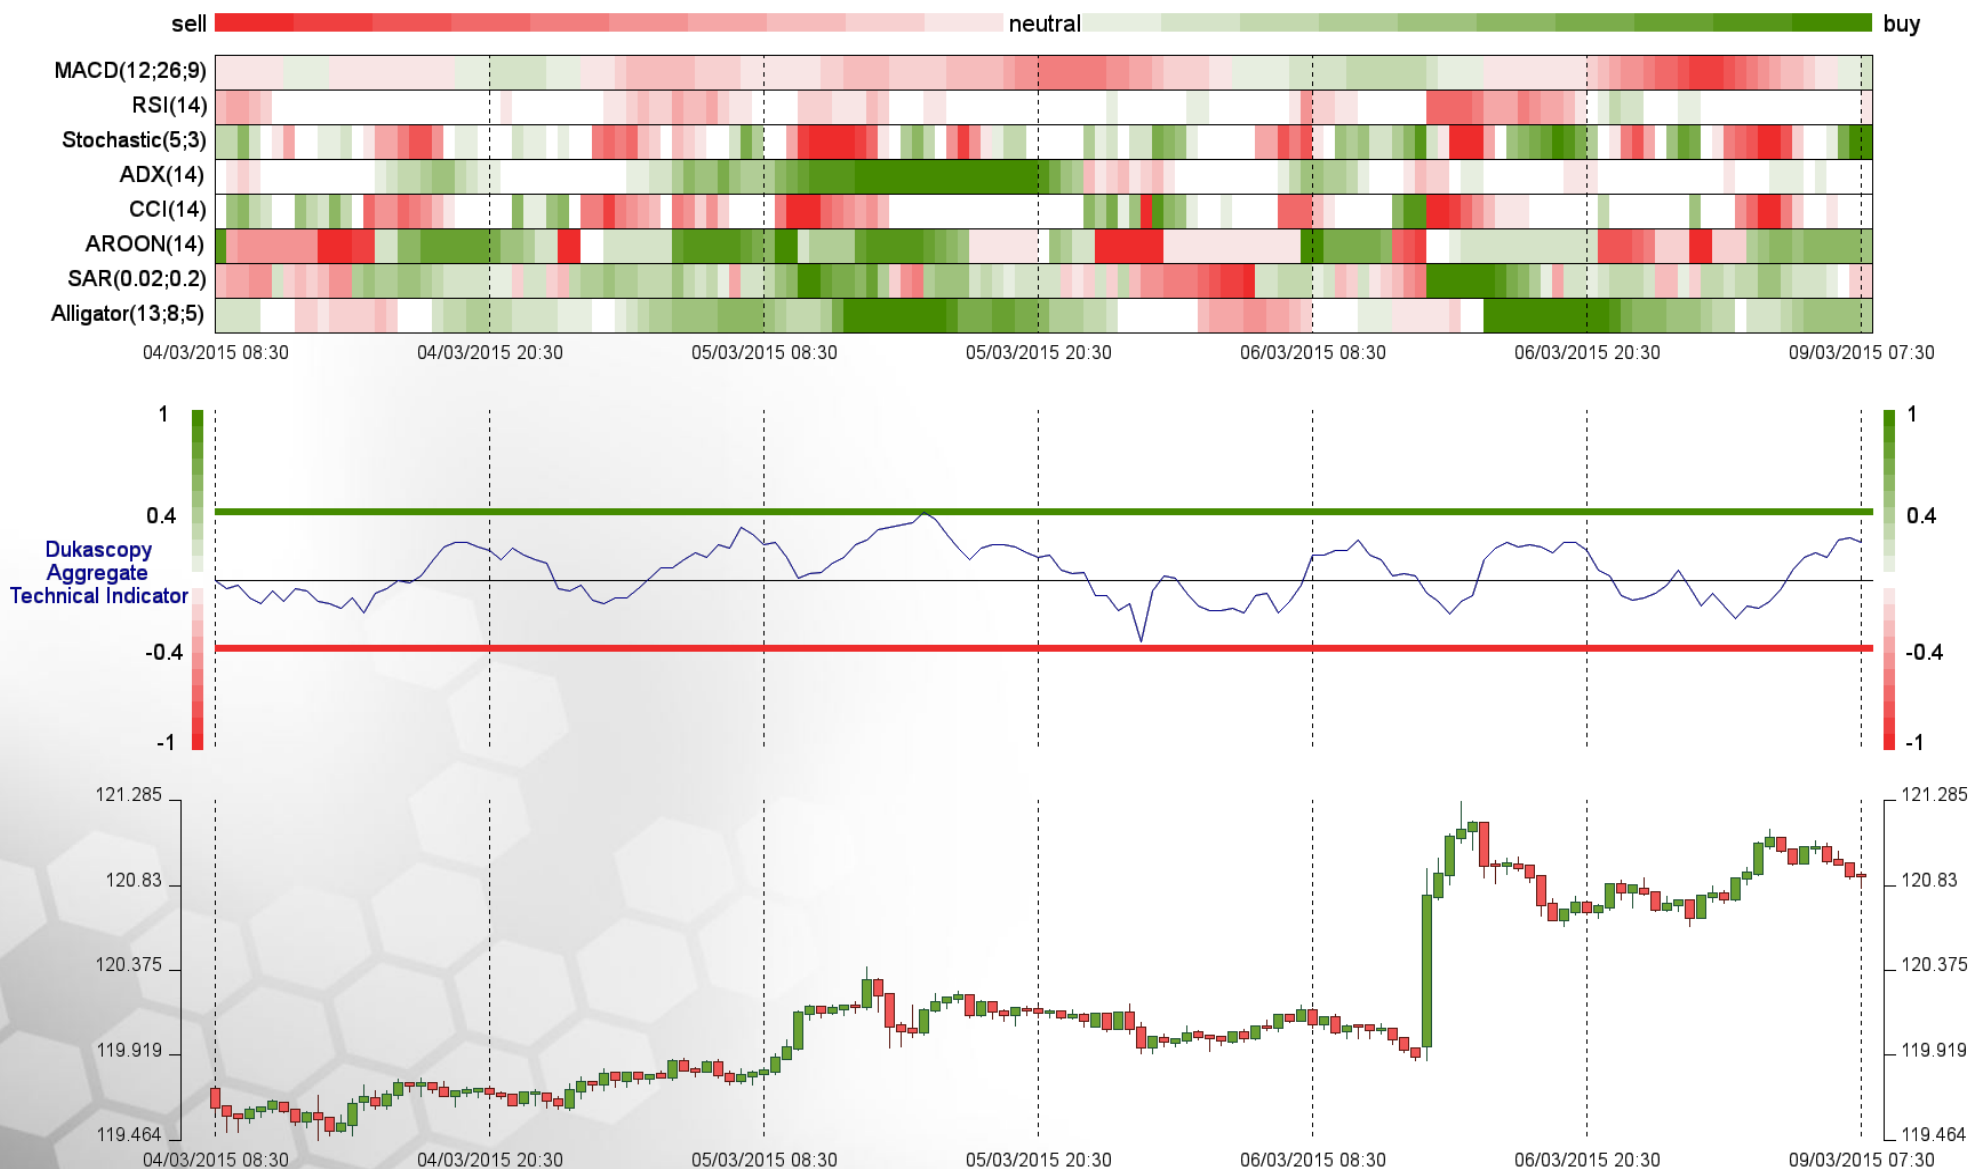 sell neutral buy
MACD(12;26;9)
RSI(14)
Stochastic(5;3)
ADX(14)
CCI(14)
AROON(14)
SAR(0.02;0.2)
Alligator(13;8;5)
04/03/2015 08:30 04/03/2015 20:30 05/03/2015 08:30 05/03/2015 20:30 06/03/2015 08:30 06/03/2015 20:30 09/03/2015 07:30
1 1
0.4 0.4
Dukascopy
Aggregate
Technical Indicator
-0.4 -0.4
-1 -1
121.285 121.285
120.83 120.83
120.375 120.375
119.919 119.919
119.464 119.464
04/03/2015 08:30 04/03/2015 20:30 05/03/2015 08:30 05/03/2015 20:30 06/03/2015 08:30 06/03/2015 20:30 09/03/2015 07:30